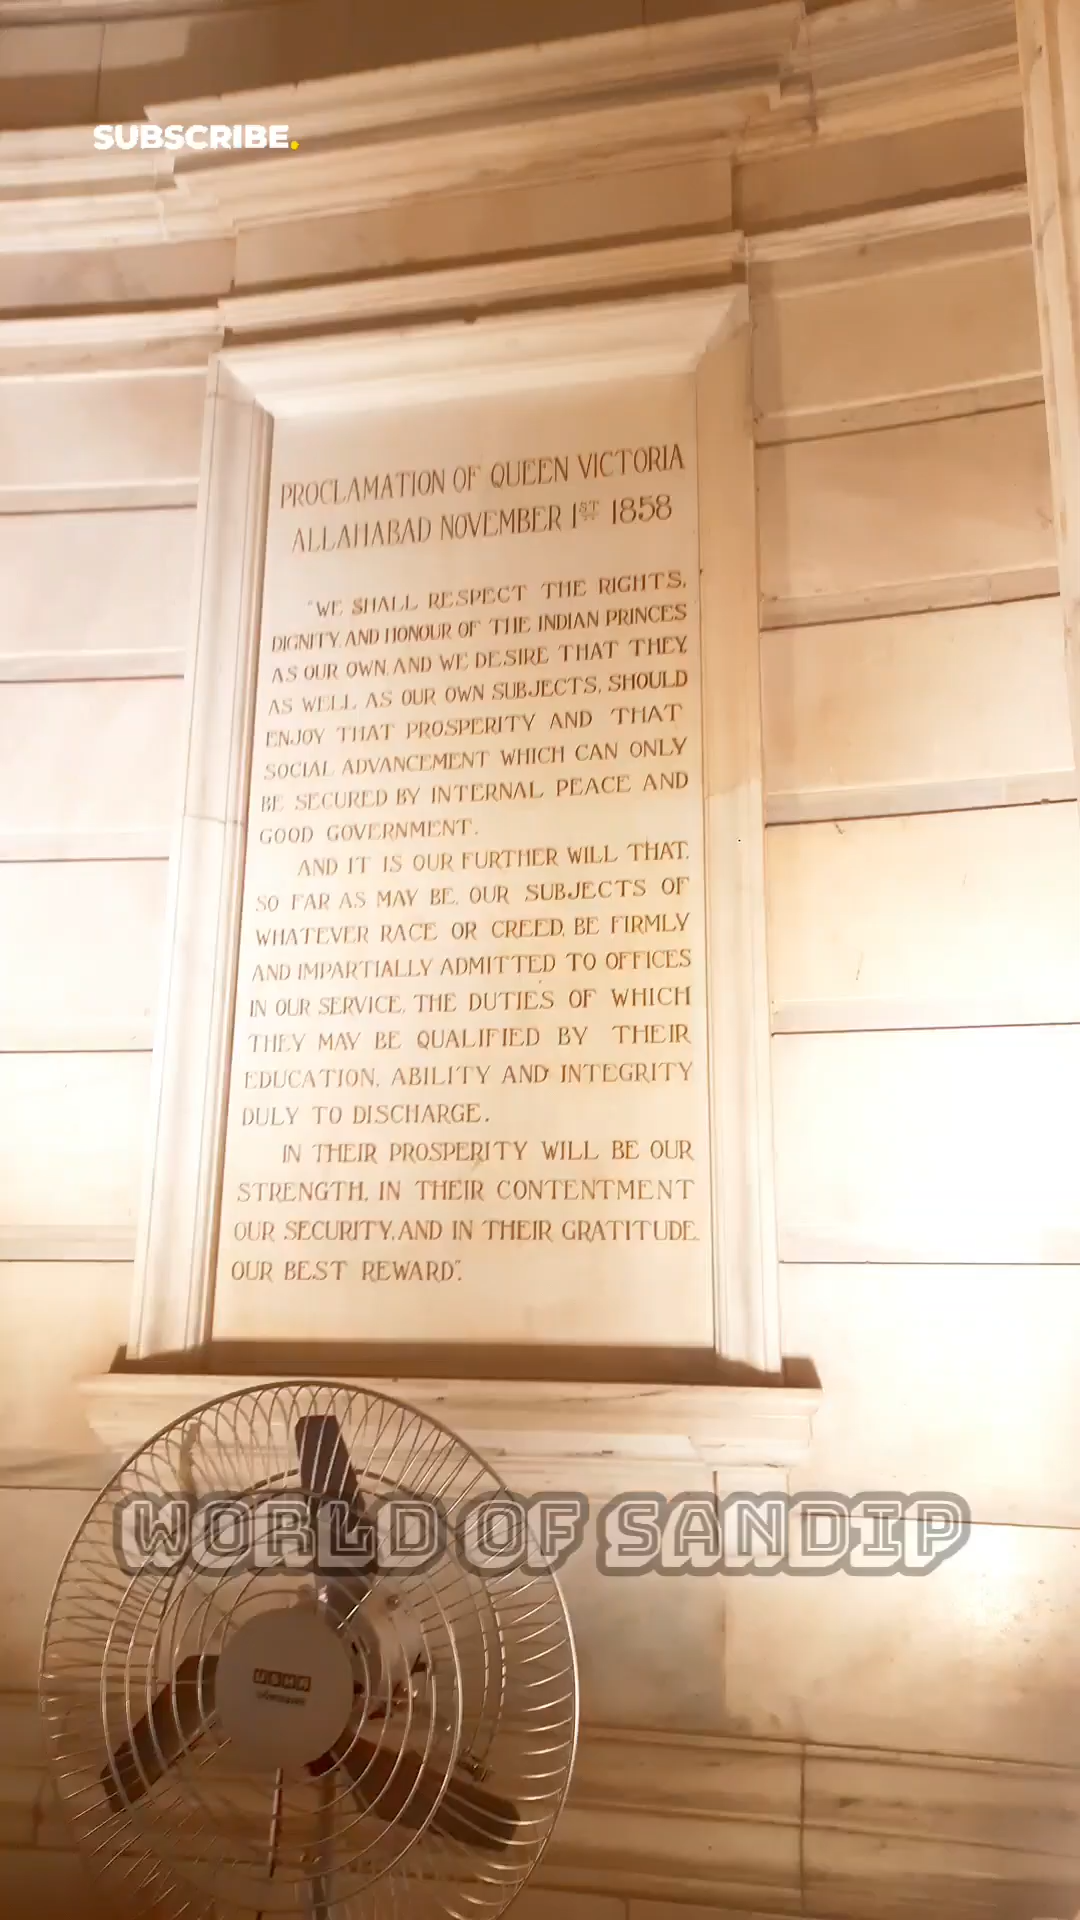 SUBSCRIBE.
PROCLAMATION OF QUEEN VICTORIA
ALLAHABAD NOVEMBER 1ST 1858
"WE SHALL RESPECT THE RIGHTS,
DIGNITY, AND HONOUR OF THE INDIAN PRINCES
AS OUR OWN, AND WE DESIRE THAT THEY,
AS WELL AS OUR OWN SUBJECTS, SHOULD
ENJOY THAT PROSPERITY AND THAT
SOCIAL ADVANCEMENT WHICH CAN ONLY
BE SECURED BY INTERNAL PEACE AND
GOOD GOVERNMENT.
AND IT IS OUR FURTHER WILL THAT,
SO FAR AS MAY BE, OUR SUBJECTS OF
WHATEVER RACE OR CREED, BE FIRMLY
AND IMPARTIALLY ADMITTED TO OFFICES
IN OUR SERVICE, THE DUTIES OF WHICH
THEY MAY BE QUALIFIED BY THEIR
EDUCATION, ABILITY AND INTEGRITY
DULY TO DISCHARGE.
IN THEIR PROSPERITY WILL BE OUR
STRENGTH, IN THEIR CONTENTMENT
OUR SECURITY, AND IN THEIR GRATITUDE,
OUR BEST REWARD".
WORLD OF SANDIP
USHA